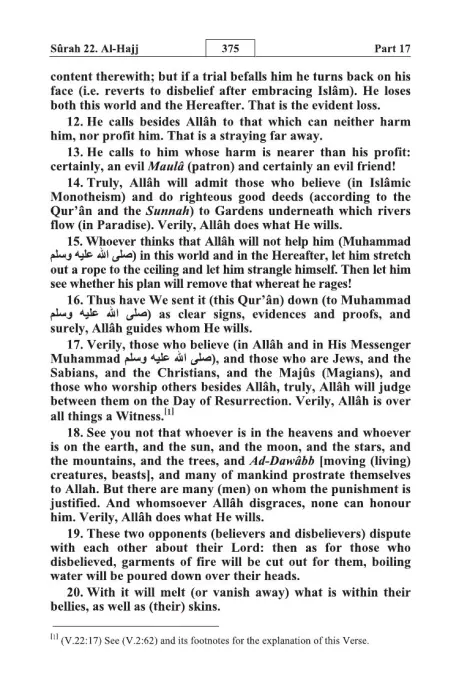 Sûrah 22. Al-Hajj 375 Part 17
content therewith; but if a trial befalls him he turns back on his
face (i.e. reverts to disbelief after embracing Islâm). He loses
both this world and the Hereafter. That is the evident loss.
12. He calls besides Allâh to that which can neither harm
him, nor profit him. That is a straying far away.
13. He calls to him whose harm is nearer than his profit:
certainly, an evil Maulâ (patron) and certainly an evil friend!
14. Truly, Allâh will admit those who believe (in Islâmic
Monotheism) and do righteous good deeds (according to the
Qur'ân and the Sunnah) to Gardens underneath which rivers
flow (in Paradise). Verily, Allâh does what He wills.
15. Whoever thinks that Allâh will not help him (Muhammad
صلى الله عليه وسلم) in this world and in the Hereafter, let him stretch
out a rope to the ceiling and let him strangle himself. Then let him
see whether his plan will remove that whereat he rages!
16. Thus have We sent it (this Qur'ân) down (to Muhammad
صلى الله عليه وسلم) as clear signs, evidences and proofs, and
surely, Allâh guides whom He wills.
17. Verily, those who believe (in Allâh and in His Messenger
Muhammad صلى الله عليه وسلم), and those who are Jews, and the
Sabians, and the Christians, and the Majûs (Magians), and
those who worship others besides Allâh, truly, Allâh will judge
between them on the Day of Resurrection. Verily, Allâh is over
all things a Witness.[1]
18. See you not that whoever is in the heavens and whoever
is on the earth, and the sun, and the moon, and the stars, and
the mountains, and the trees, and Ad-Dawâbb [moving (living)
creatures, beasts], and many of mankind prostrate themselves
to Allah. But there are many (men) on whom the punishment is
justified. And whomsoever Allâh disgraces, none can honour
him. Verily, Allâh does what He wills.
19. These two opponents (believers and disbelievers) dispute
with each other about their Lord: then as for those who
disbelieved, garments of fire will be cut out for them, boiling
water will be poured down over their heads.
20. With it will melt (or vanish away) what is within their
bellies, as well as (their) skins.
[1] (V.22:17) See (V.2:62) and its footnotes for the explanation of this Verse.